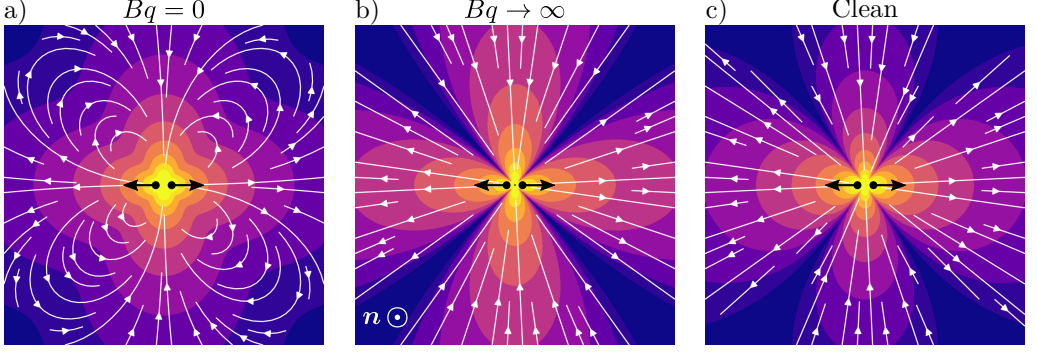 a) Bq = 0
b) Bq → ∞
c) Clean
n ⊙